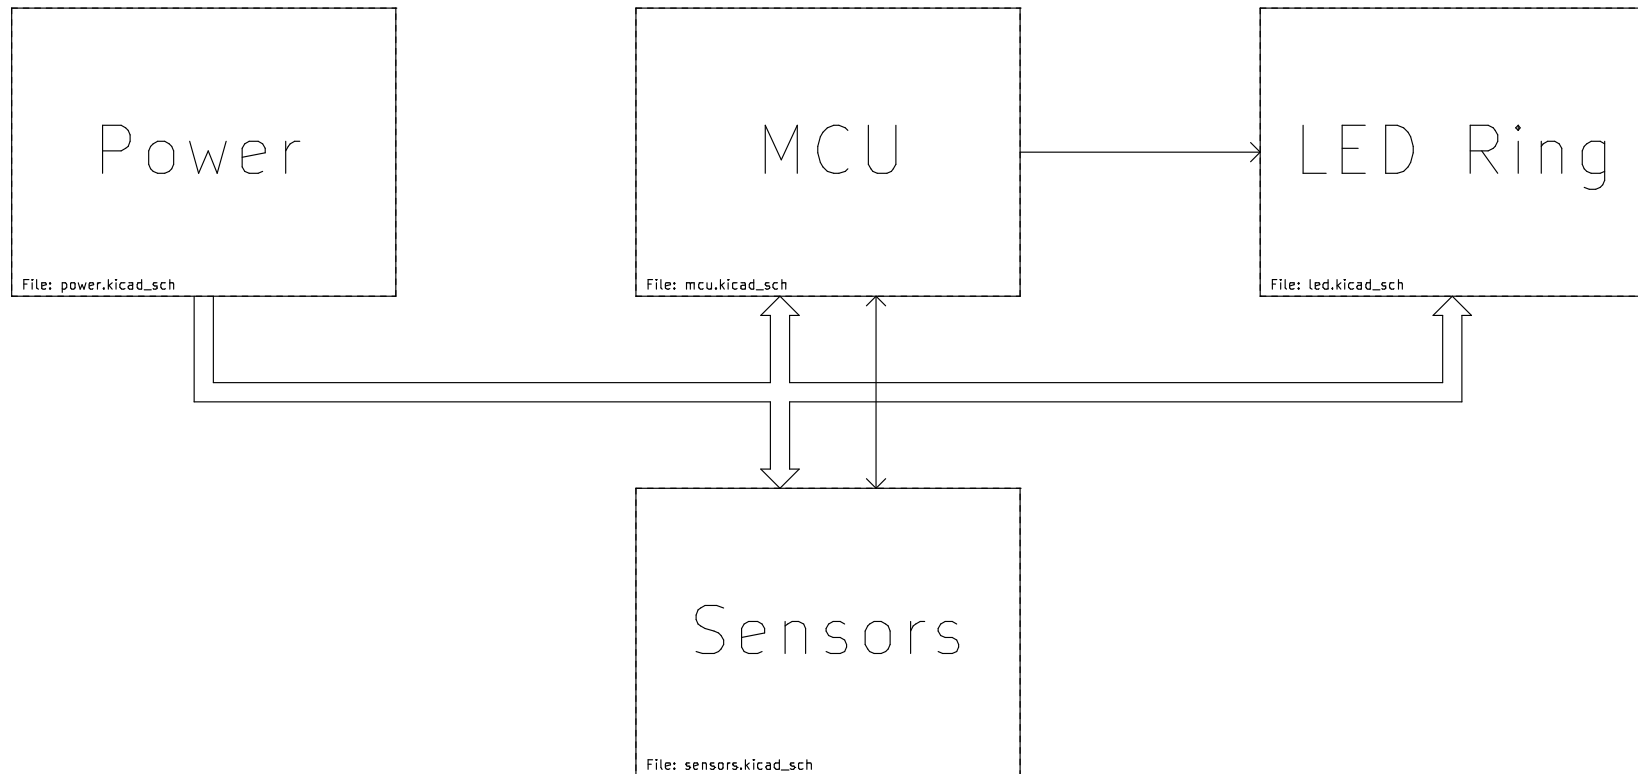 Power
File: power.kicad_sch
MCU
File: mcu.kicad_sch
LED Ring
File: led.kicad_sch
Sensors
File: sensors.kicad_sch